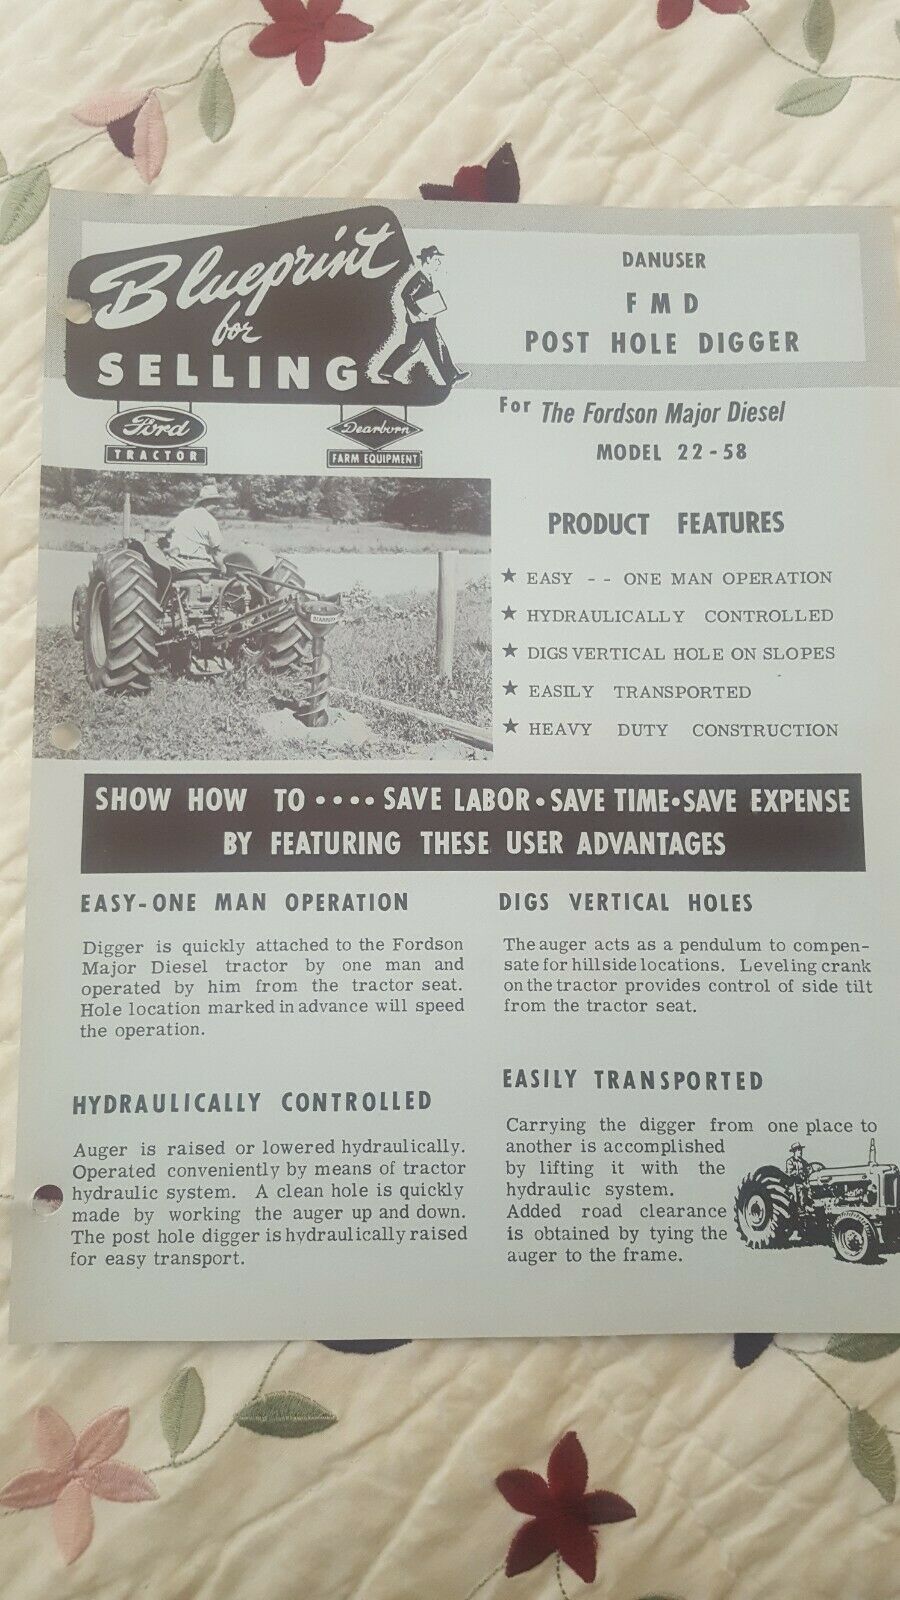 Blueprint
for
SELLING
Ford
TRACTOR
Dearborn
FARM EQUIPMENT
DANUSER
FMD
POST HOLE DIGGER
For The Fordson Major Diesel
MODEL 22-58
PRODUCT FEATURES
★ EASY -- ONE MAN OPERATION
★ HYDRAULICALLY CONTROLLED
★ DIGS VERTICAL HOLE ON SLOPES
★ EASILY TRANSPORTED
★ HEAVY DUTY CONSTRUCTION
SHOW HOW TO •••• SAVE LABOR • SAVE TIME • SAVE EXPENSE
BY FEATURING THESE USER ADVANTAGES
EASY-ONE MAN OPERATION
Digger is quickly attached to the Fordson
Major Diesel tractor by one man and
operated by him from the tractor seat.
Hole location marked in advance will speed
the operation.
HYDRAULICALLY CONTROLLED
Auger is raised or lowered hydraulically.
Operated conveniently by means of tractor
hydraulic system. A clean hole is quickly
made by working the auger up and down.
The post hole digger is hydraulically raised
for easy transport.
DIGS VERTICAL HOLES
The auger acts as a pendulum to compen-
sate for hillside locations. Leveling crank
on the tractor provides control of side tilt
from the tractor seat.
EASILY TRANSPORTED
Carrying the digger from one place to
another is accomplished
by lifting it with the
hydraulic system.
Added road clearance
is obtained by tying the
auger to the frame.